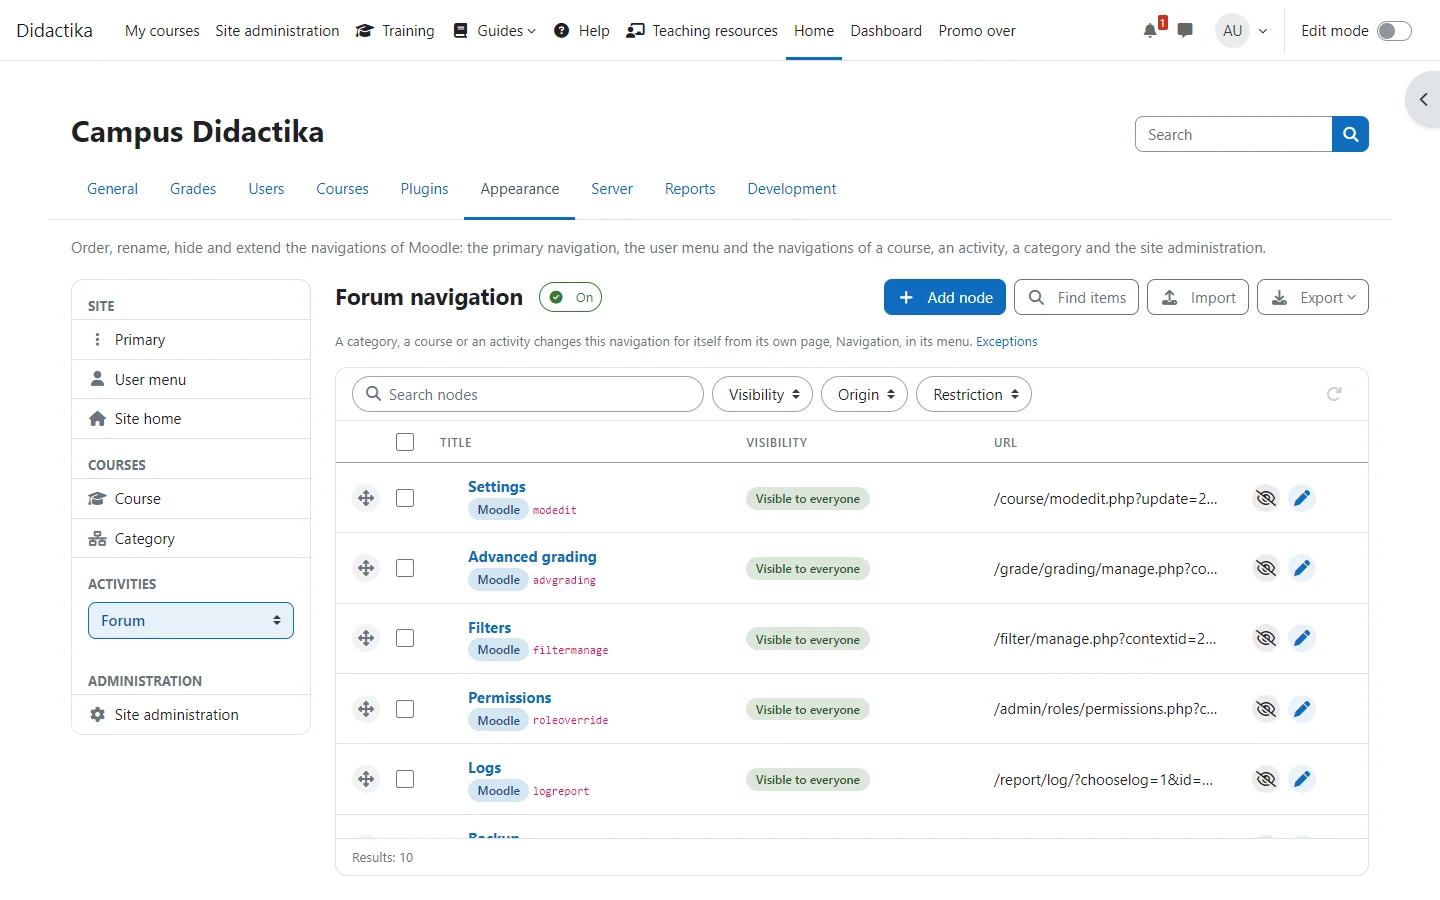 Didactika
My courses
Site administration
Training
Guides
Help
Teaching resources
Home
Dashboard
Promo over
1
AU
Edit mode
Campus Didactika
Search
General
Grades
Users
Courses
Plugins
Appearance
Server
Reports
Development
Order, rename, hide and extend the navigations of Moodle: the primary navigation, the user menu and the navigations of a course, an activity, a category and the site administration.
SITE
Primary
User menu
Site home
COURSES
Course
Category
ACTIVITIES
Forum
ADMINISTRATION
Site administration
Forum navigation
On
Add node
Find items
Import
Export
A category, a course or an activity changes this navigation for itself from its own page, Navigation, in its menu. Exceptions
Search nodes
Visibility
Origin
Restriction
TITLE
VISIBILITY
URL
Settings
Moodle modedit
Visible to everyone
/course/modedit.php?update=2...
Advanced grading
Moodle advgrading
Visible to everyone
/grade/grading/manage.php?co...
Filters
Moodle filtermanage
Visible to everyone
/filter/manage.php?contextid=2...
Permissions
Moodle roleoverride
Visible to everyone
/admin/roles/permissions.php?c...
Logs
Moodle logreport
Visible to everyone
/report/log/?chooselog=1&id=...
Backup
Results: 10